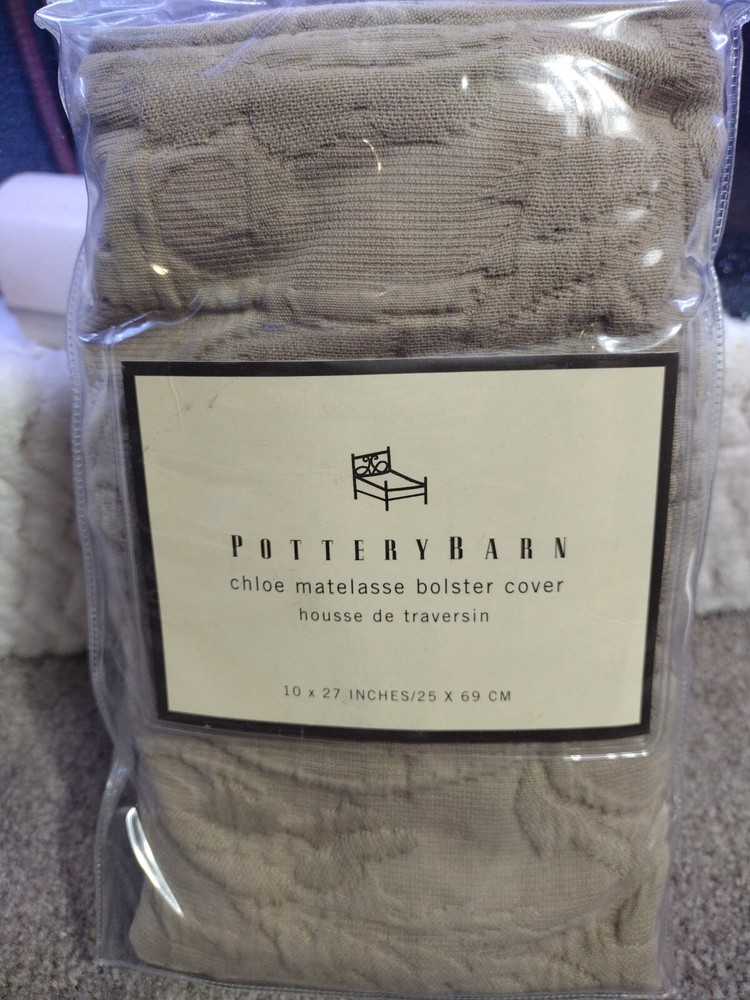 POTTERYBARN
chloe matelasse bolster cover
housse de traversin
10 x 27 INCHES/25 X 69 CM